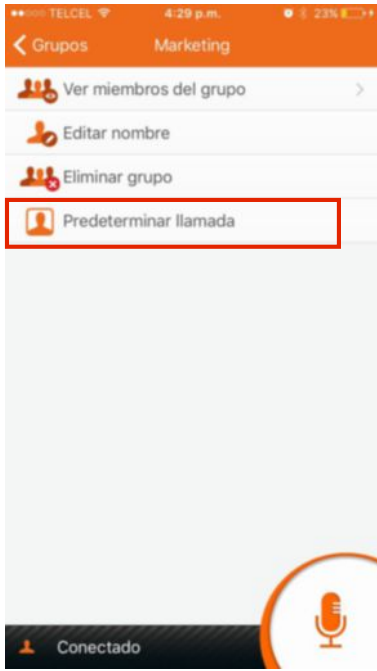 TELCEL 4:29 p.m. 23%
Grupos Marketing
Ver miembros del grupo
Editar nombre
Eliminar grupo
Predeterminar llamada
Conectado